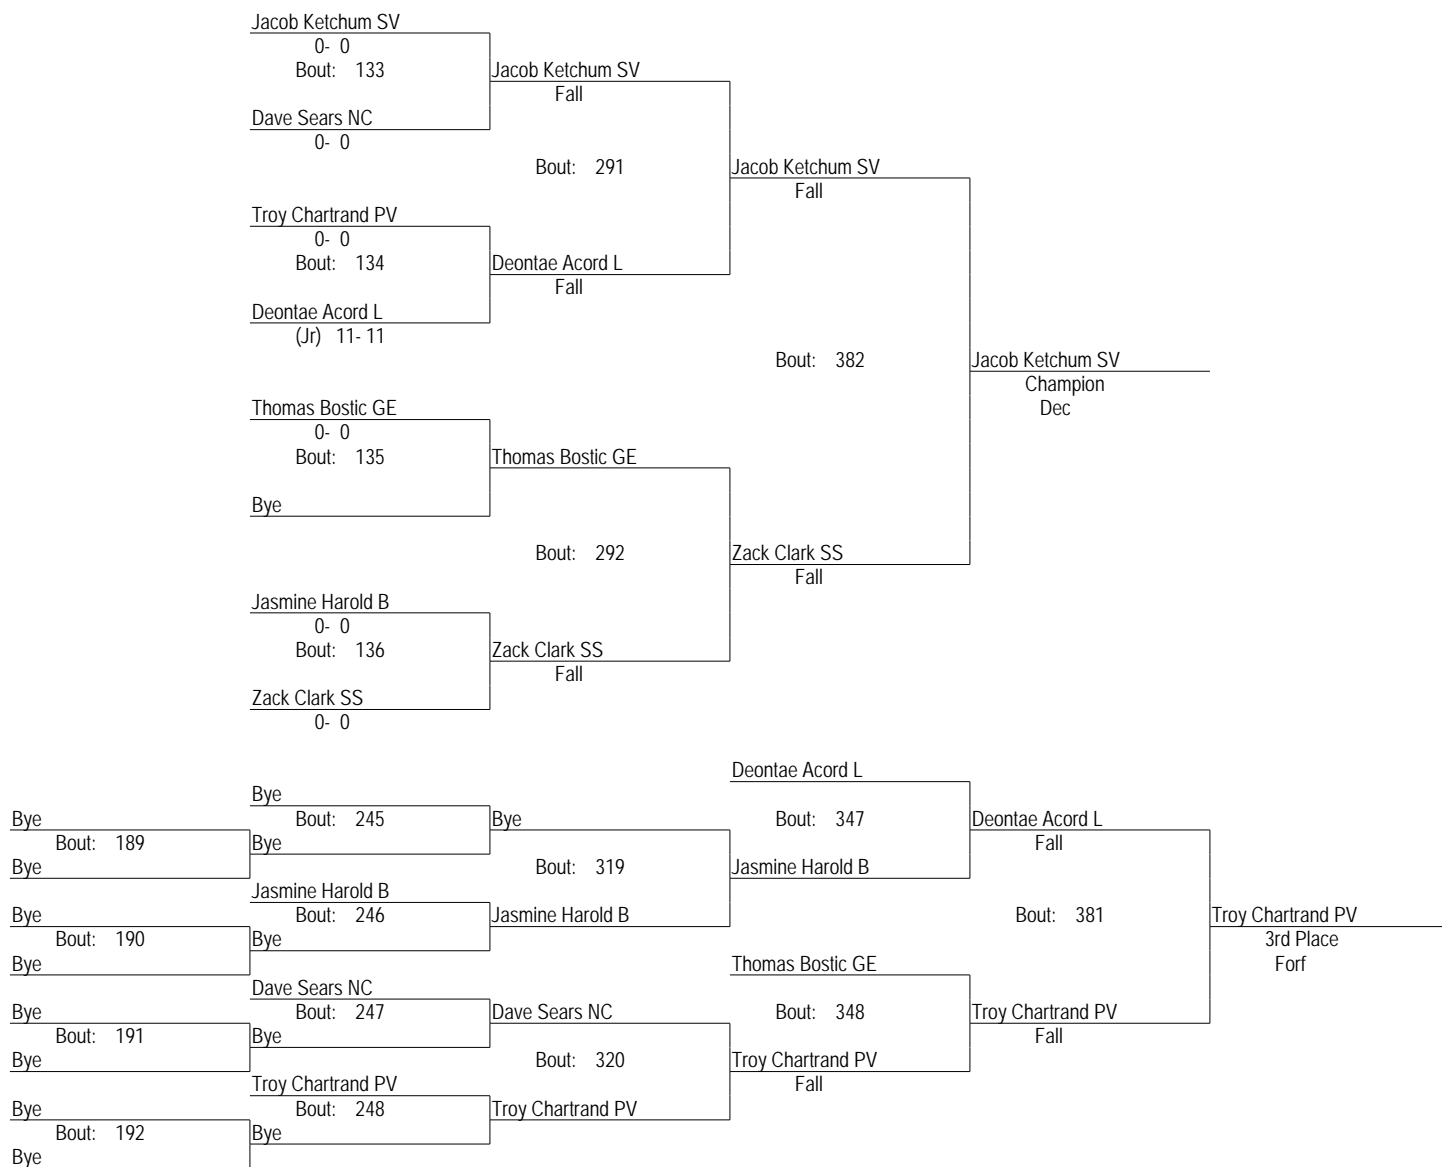 Jacob Ketchum SV
0- 0
Bout: 133
Jacob Ketchum SV
Fall
Dave Sears NC
0- 0
Bout: 291
Jacob Ketchum SV
Fall
Troy Chartrand PV
0- 0
Bout: 134
Deontae Acord L
Fall
Deontae Acord L
(Jr) 11- 11
Bout: 382
Jacob Ketchum SV
Champion
Dec
Thomas Bostic GE
0- 0
Bout: 135
Thomas Bostic GE
Bye
Bout: 292
Zack Clark SS
Fall
Jasmine Harold B
0- 0
Bout: 136
Zack Clark SS
Fall
Zack Clark SS
0- 0
Deontae Acord L
Bye
Bye
Bout: 245
Bye
Bout: 347
Deontae Acord L
Bout: 189
Bye
Fall
Bye
Bout: 319
Jasmine Harold B
Jasmine Harold B
Bye
Bout: 246
Jasmine Harold B
Bout: 381
Troy Chartrand PV
Bout: 190
Bye
3rd Place
Bye
Thomas Bostic GE
Forf
Dave Sears NC
Bye
Bout: 247
Dave Sears NC
Bout: 348
Troy Chartrand PV
Bout: 191
Bye
Fall
Bye
Bout: 320
Troy Chartrand PV
Troy Chartrand PV
Fall
Bye
Bout: 248
Troy Chartrand PV
Bout: 192
Bye
Bye